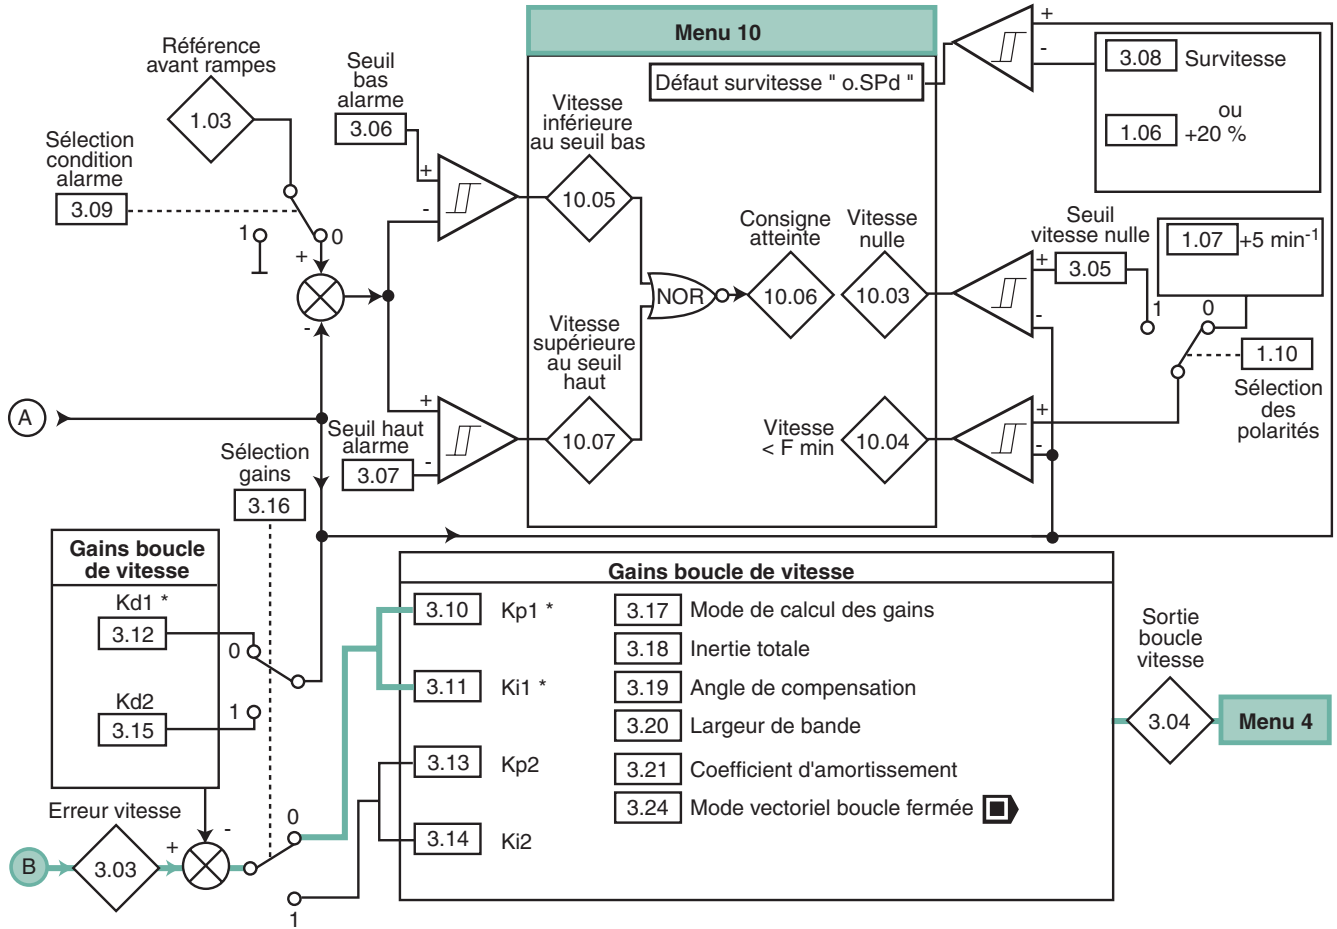 Menu 10
Référence
avant rampes
1.03
Sélection
condition
alarme
3.09
1
0
+
-
Seuil
bas
alarme
3.06
+
-
Vitesse
inférieure
au seuil bas
10.05
Défaut survitesse " o.SPd "
+
-
3.08 Survitesse
ou
1.06 +20 %
Consigne
atteinte
10.06
Vitesse
nulle
10.03
NOR
Seuil
vitesse nulle
3.05
+
-
1.07 +5 min-1
1
0
1.10
Sélection
des
polarités
Vitesse
supérieure
au seuil
haut
10.07
A
+
-
Seuil haut
alarme
3.07
Vitesse
< F min
10.04
+
-
Sélection
gains
3.16
Gains boucle
de vitesse
Kd1 *
3.12
0
Kd2
3.15
1
Gains boucle de vitesse
3.10 Kp1 *
3.11 Ki1 *
3.13 Kp2
3.14 Ki2
3.17 Mode de calcul des gains
3.18 Inertie totale
3.19 Angle de compensation
3.20 Largeur de bande
3.21 Coefficient d'amortissement
3.24 Mode vectoriel boucle fermée
Sortie
boucle
vitesse
3.04
Menu 4
Erreur vitesse
B
3.03
+
-
0
1